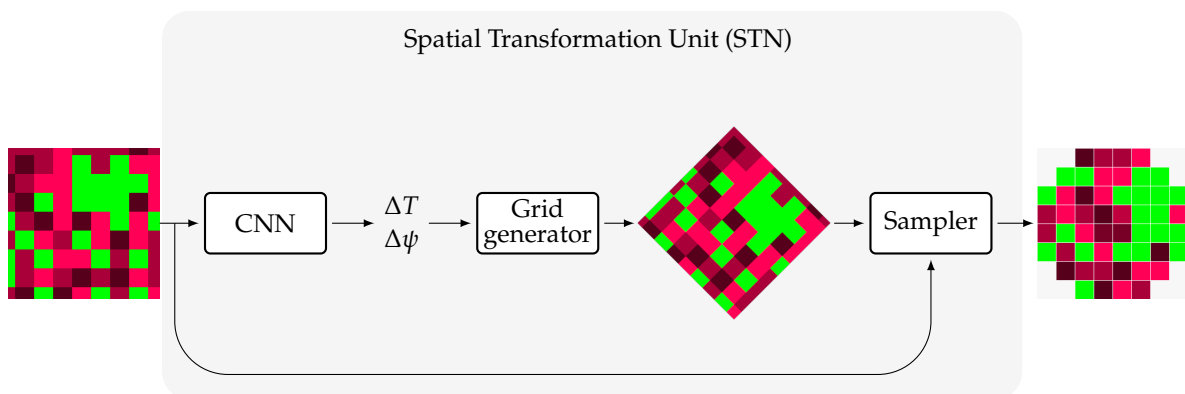 Spatial Transformation Unit (STN)
CNN
ΔT
Δψ
Grid
generator
Sampler